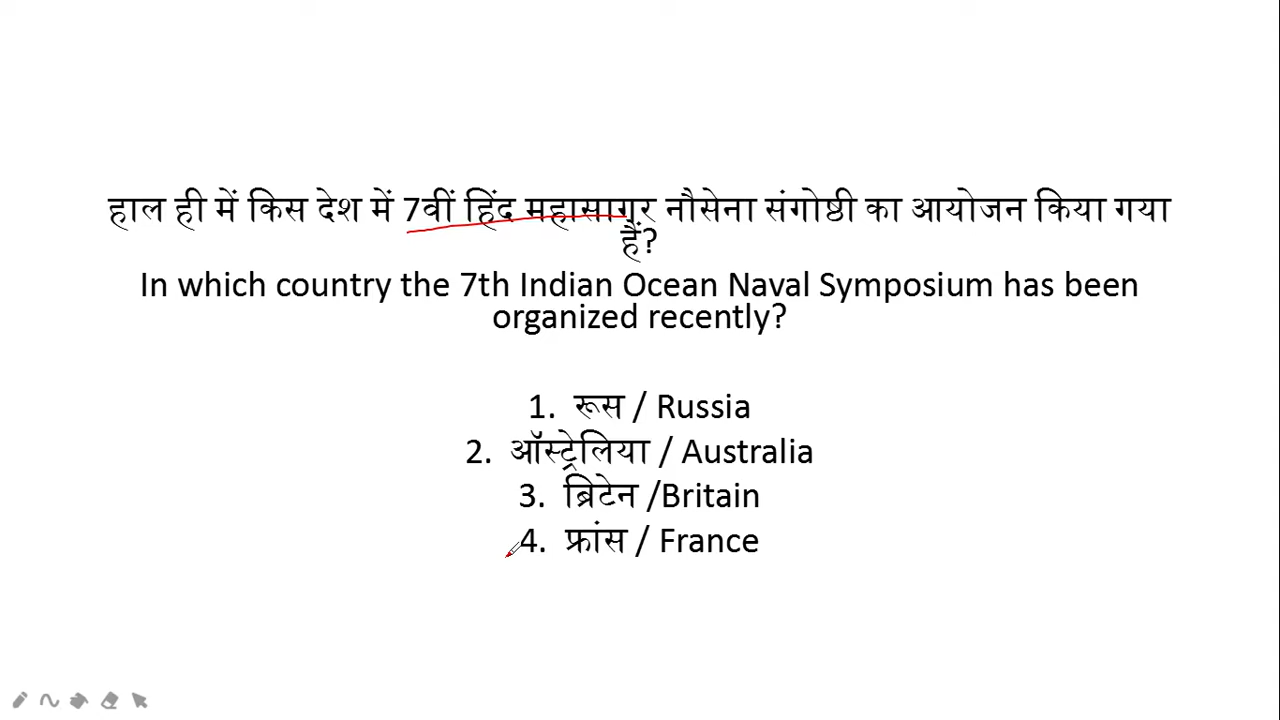 हाल ही में किस देश में 7वीं हिंद महासागर नौसेना संगोष्ठी का आयोजन किया गया
हैं?
In which country the 7th Indian Ocean Naval Symposium has been
organized recently?
1. रूस / Russia
2. ऑस्ट्रेलिया / Australia
3. ब्रिटेन /Britain
4. फ्रांस / France